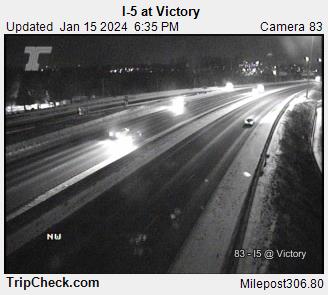 I-5 at Victory
Updated Jan 15 2024 6:35 PM Camera 83
NW
83 - I5 @ Victory
TripCheck.com Milepost306.80